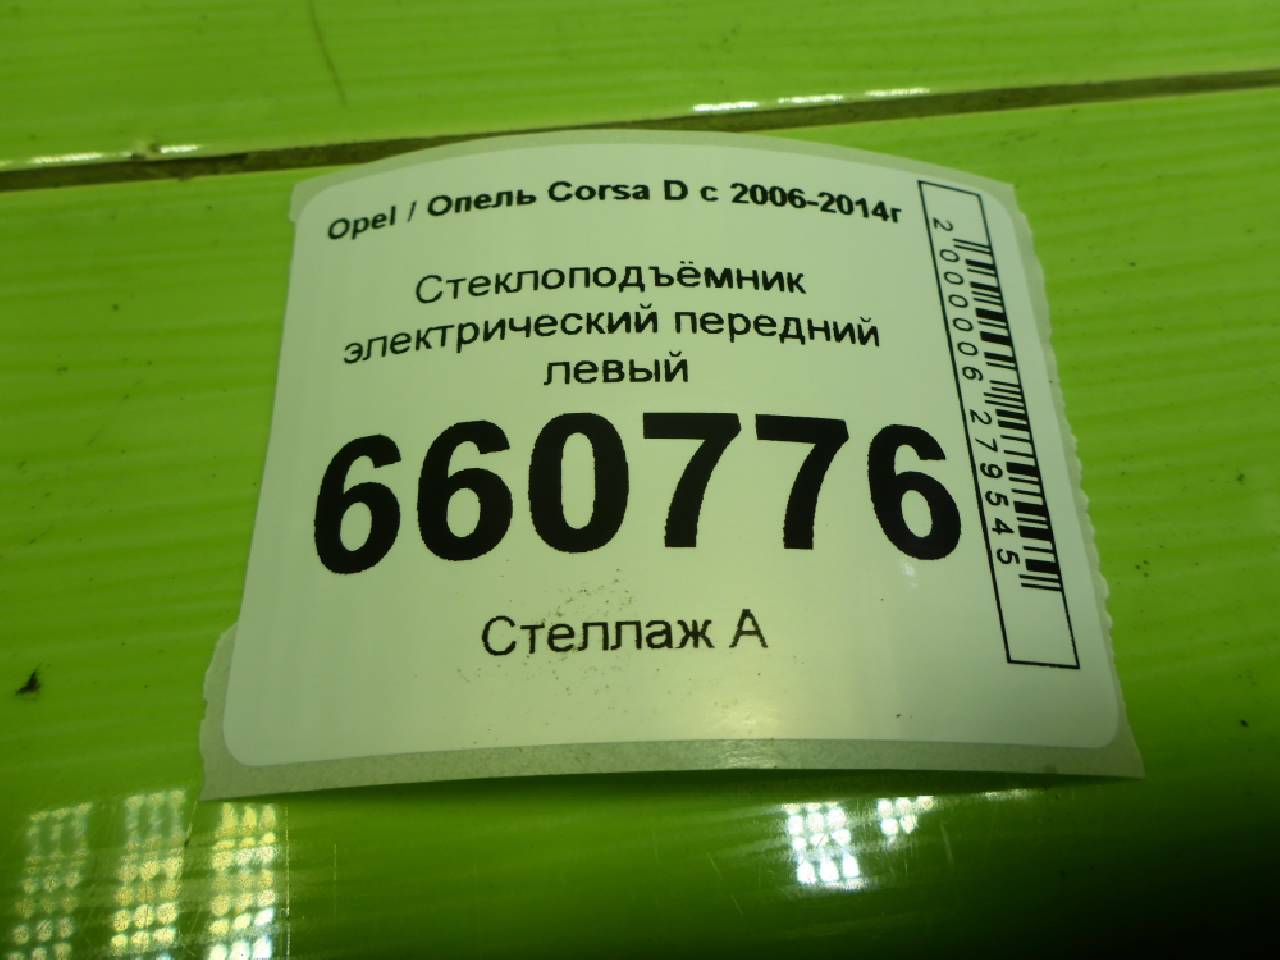 Opel / Опель Corsa D с 2006-2014г
Стеклоподъёмник
электрический передний
левый
660776
Стеллаж А
2000006279545